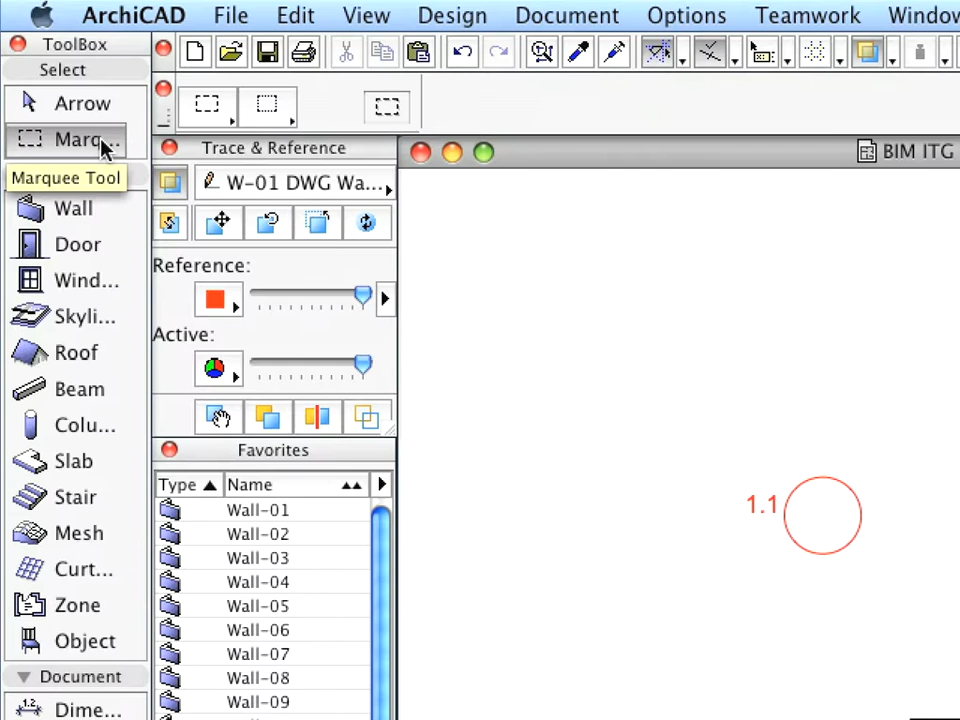 ArchiCAD File Edit View Design Document Options Teamwork Window
ToolBox
Select
Arrow
Marq...
Marquee Tool
Wall
Door
Wind...
Skyli...
Roof
Beam
Colu...
Slab
Stair
Mesh
Curt...
Zone
Object
Document
1.2
Dime...
Trace & Reference
W-01 DWG Wa...
Reference:
Active:
Favorites
Type Name
Wall-01
Wall-02
Wall-03
Wall-04
Wall-05
Wall-06
Wall-07
Wall-08
Wall-09
BIM ITG
1.1